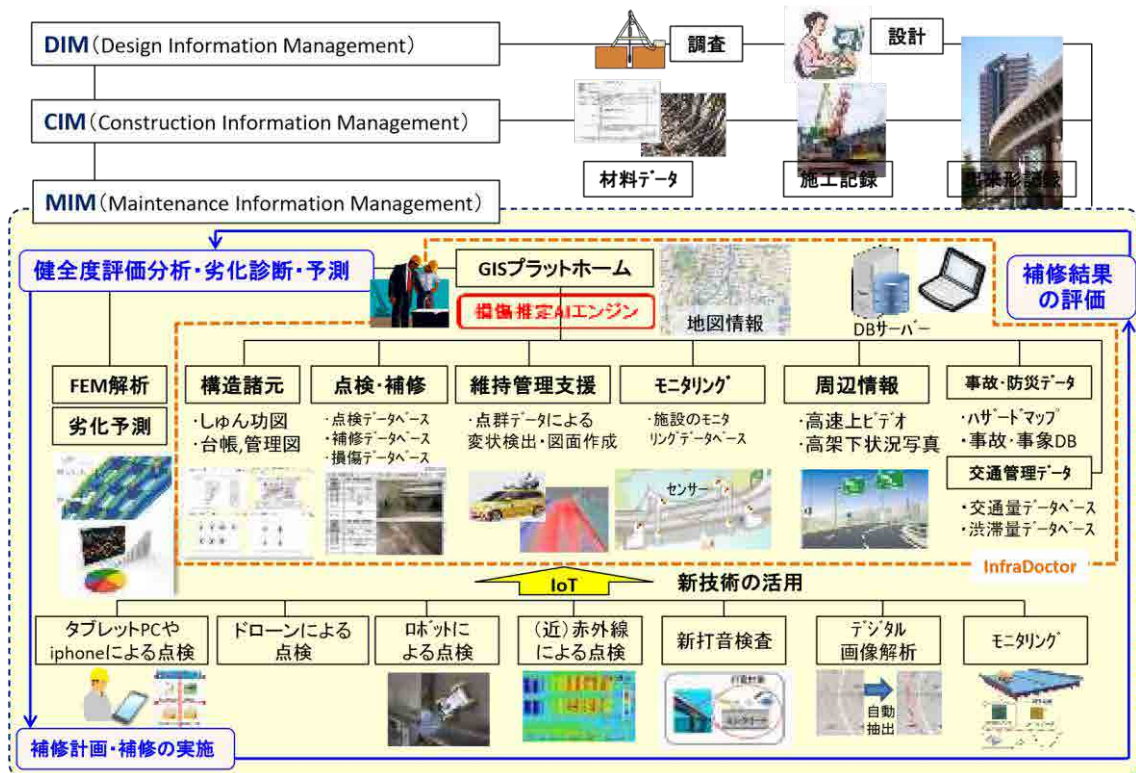 DIM(Design Information Management)
調査
設計
CIM(Construction Information Management)
材料データ
施工記録
出来形記録
MIM(Maintenance Information Management)
健全度評価分析・劣化診断・予測
GISプラットホーム
損傷推定AIエンジン
地図情報
DBサーバー
補修結果
の評価
FEM解析
劣化予測
構造諸元
・しゅん功図
・台帳,管理図
点検・補修
・点検データベース
・補修データベース
・損傷データベース
維持管理支援
・点群データによる
変状検出・図面作成
モニタリング
・施設のモニタ
リングデータベース
センサー
周辺情報
・高速上ビデオ
・高架下状況写真
事故・防災データ
・ハザードマップ
・事故・事象DB
交通管理データ
・交通量データベース
・渋滞量データベース
InfraDoctor
IoT
新技術の活用
タブレットPCや
iphoneによる点検
ドローンによる
点検
ロボットに
よる点検
(近)赤外線
による点検
新打音検査
デジタル
画像解析
自動
抽出
モニタリング
補修計画・補修の実施